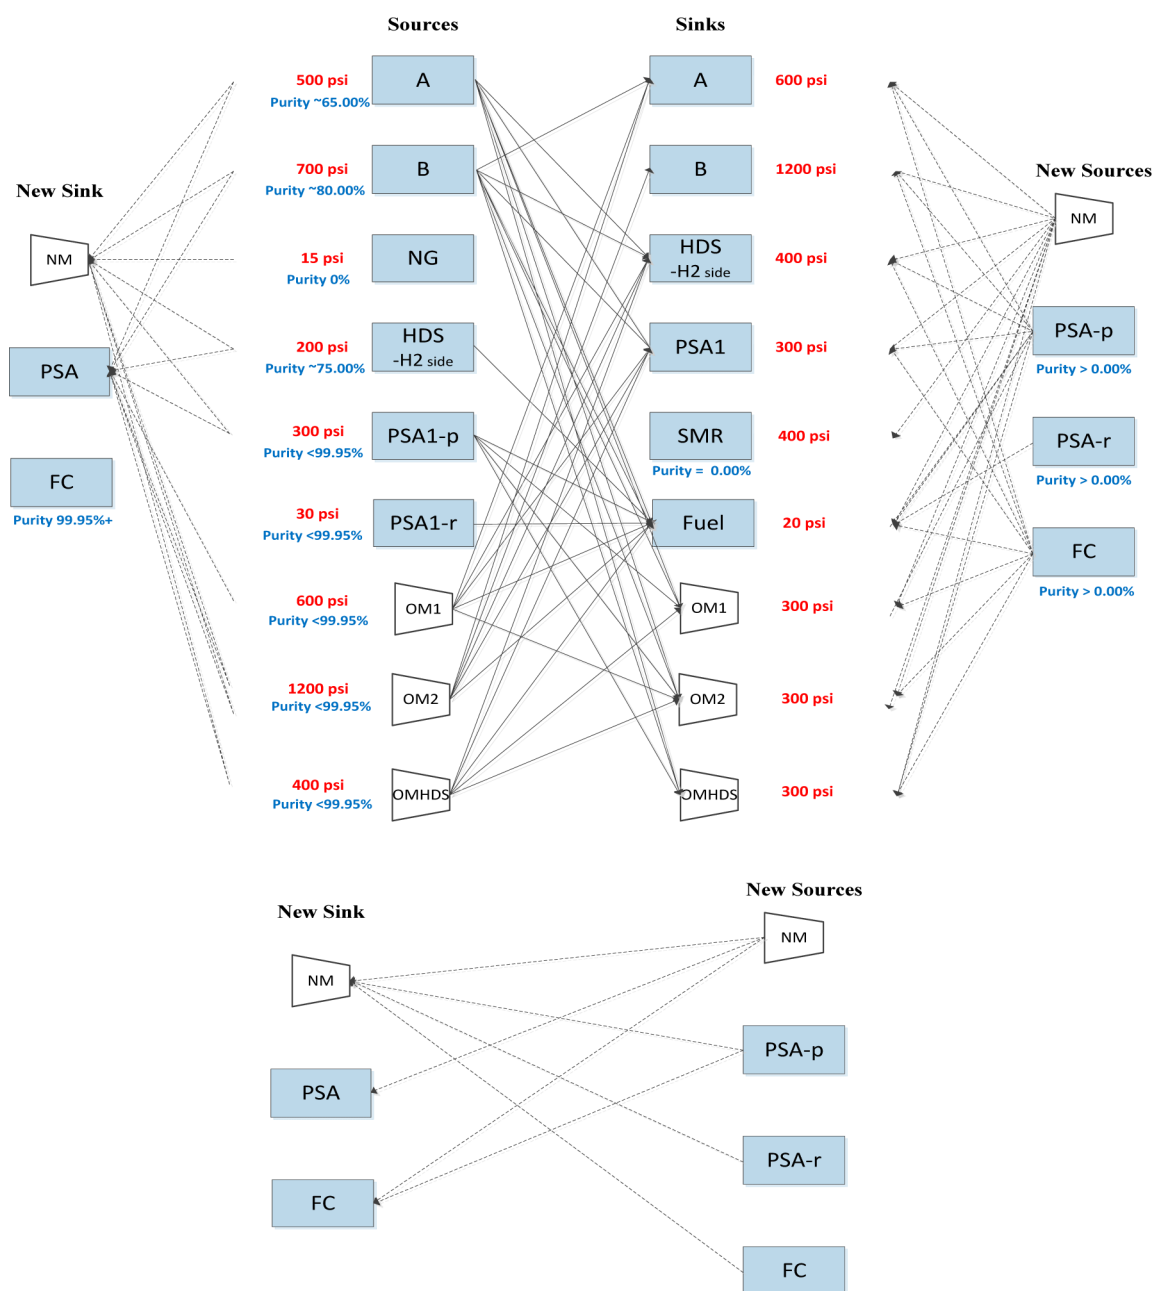 Sources
Sinks
500 psi
Purity ~65.00%
A
A
600 psi
700 psi
Purity ~80.00%
B
B
1200 psi
New Sink
New Sources
NM
NM
15 psi
Purity 0%
NG
HDS
-H2 side
400 psi
200 psi
Purity ~75.00%
HDS
-H2 side
PSA1
300 psi
PSA
PSA-p
Purity > 0.00%
300 psi
Purity <99.95%
PSA1-p
SMR
Purity = 0.00%
400 psi
PSA-r
Purity > 0.00%
FC
Purity 99.95%+
30 psi
Purity <99.95%
PSA1-r
Fuel
20 psi
FC
Purity > 0.00%
600 psi
Purity <99.95%
OM1
OM1
300 psi
1200 psi
Purity <99.95%
OM2
OM2
300 psi
400 psi
Purity <99.95%
OMHDS
OMHDS
300 psi
New Sink
New Sources
NM
NM
PSA
PSA-p
FC
PSA-r
FC